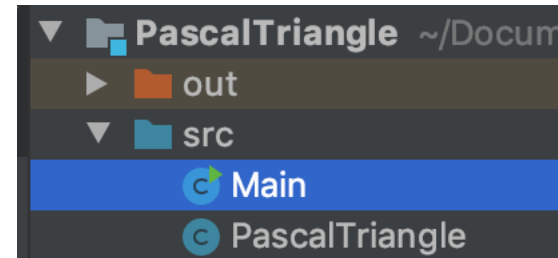 PascalTriangle ~/Docum
out
src
C Main
C PascalTriangle